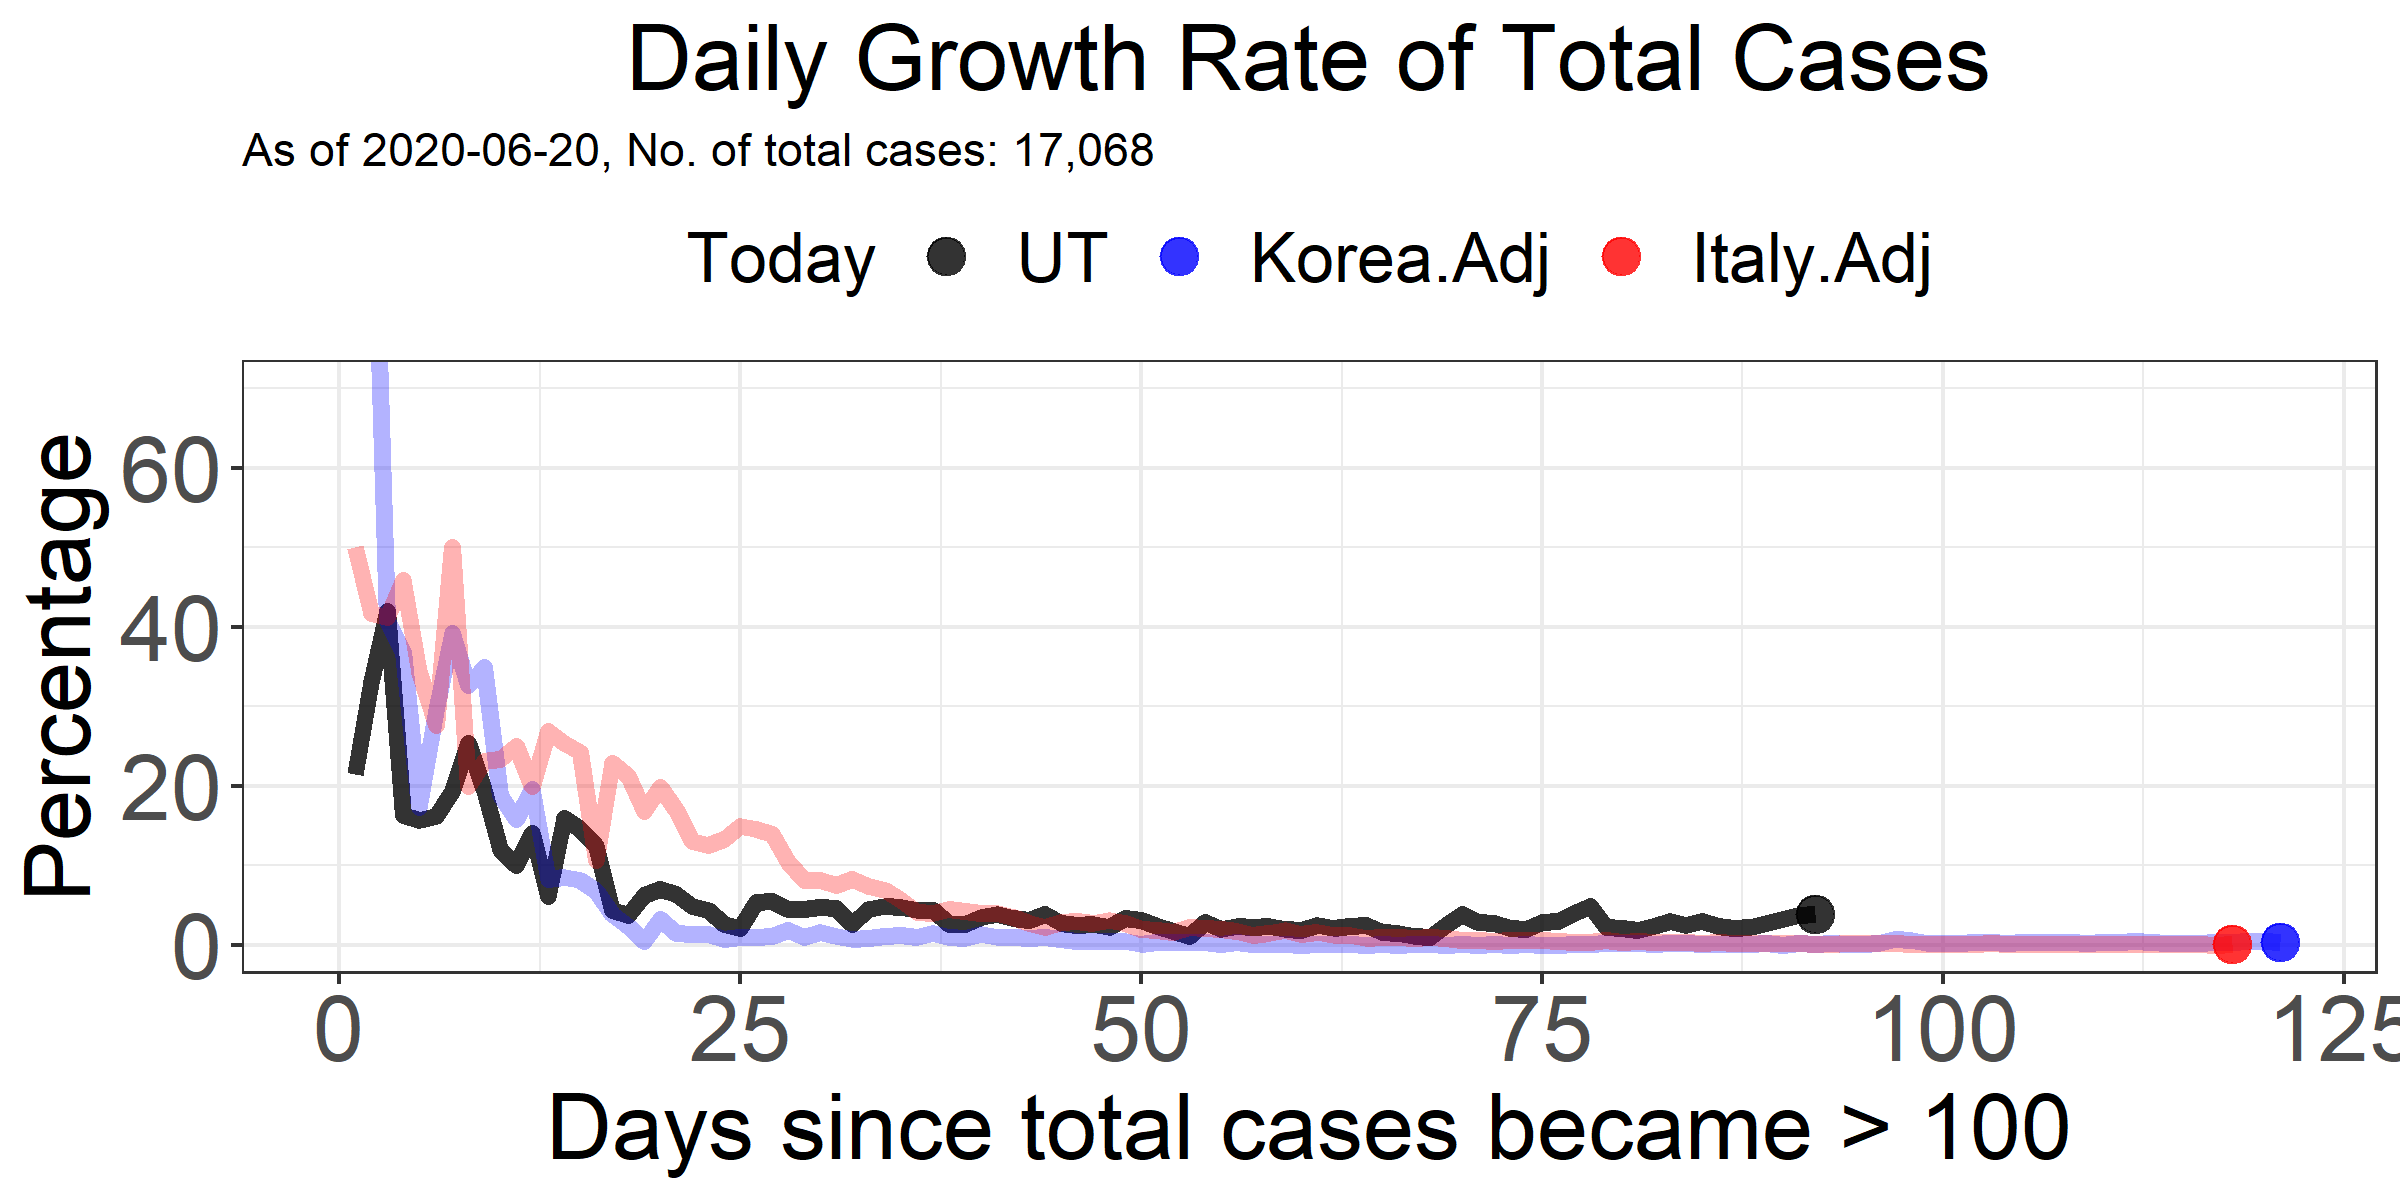 Daily Growth Rate of Total Cases
As of 2020-06-20, No. of total cases: 17,068
Today UT Korea.Adj Italy.Adj
Percentage
60
40
20
0
0 25 50 75 100 125
Days since total cases became > 100